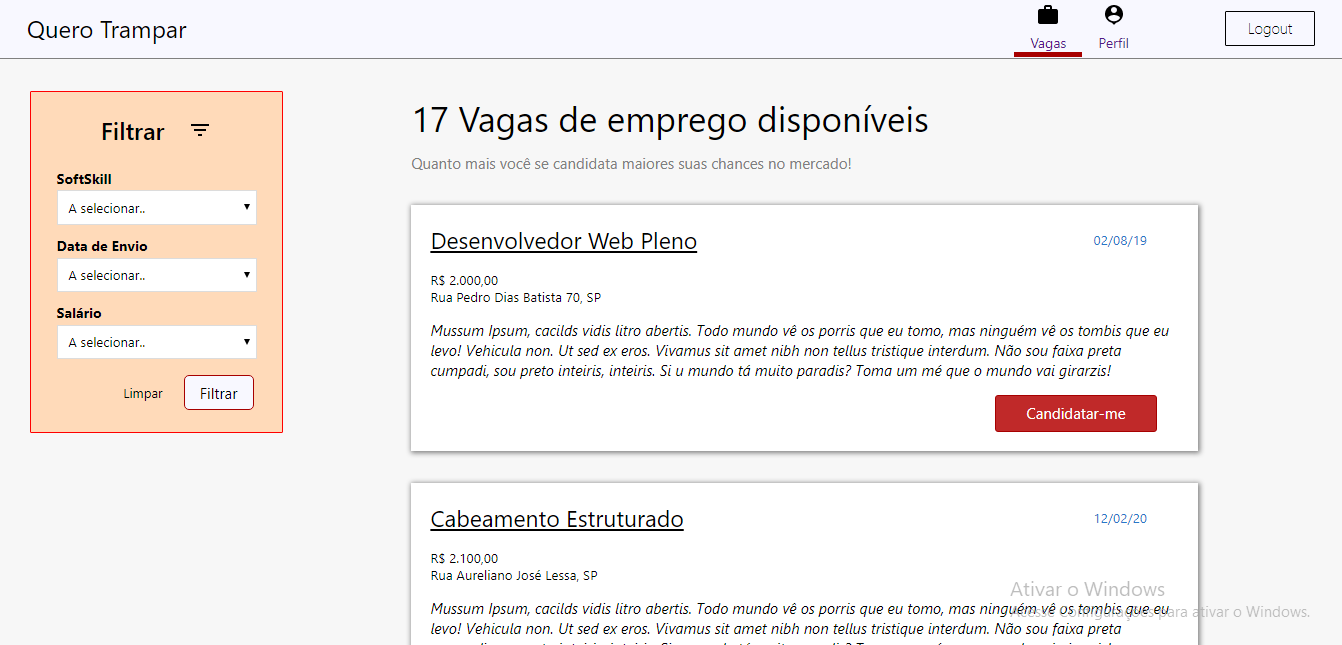 Quero Trampar
Vagas
Perfil
Logout
Filtrar
SoftSkill
A selecionar..
Data de Envio
A selecionar..
Salário
A selecionar..
Limpar
Filtrar
17 Vagas de emprego disponíveis
Quanto mais você se candidata maiores suas chances no mercado!
Desenvolvedor Web Pleno
02/08/19
R$ 2.000,00
Rua Pedro Dias Batista 70, SP
Mussum Ipsum, cacilds vidis litro abertis. Todo mundo vê os porris que eu tomo, mas ninguém vê os tombis que eu
levo! Vehicula non. Ut sed ex eros. Vivamus sit amet nibh non tellus tristique interdum. Não sou faixa preta
cumpadi, sou preto inteiris, inteiris. Si u mundo tá muito paradis? Toma um mé que o mundo vai girarzis!
Candidatar-me
Cabeamento Estruturado
12/02/20
R$ 2.100,00
Rua Aureliano José Lessa, SP
Mussum Ipsum, cacilds vidis litro abertis. Todo mundo vê os porris que eu tomo, mas ninguém vê os tombis que eu
levo! Vehicula non. Ut sed ex eros. Vivamus sit amet nibh non tellus tristique interdum. Não sou faixa preta
Ativar o Windows
Acesse Configurações para ativar o Windows.